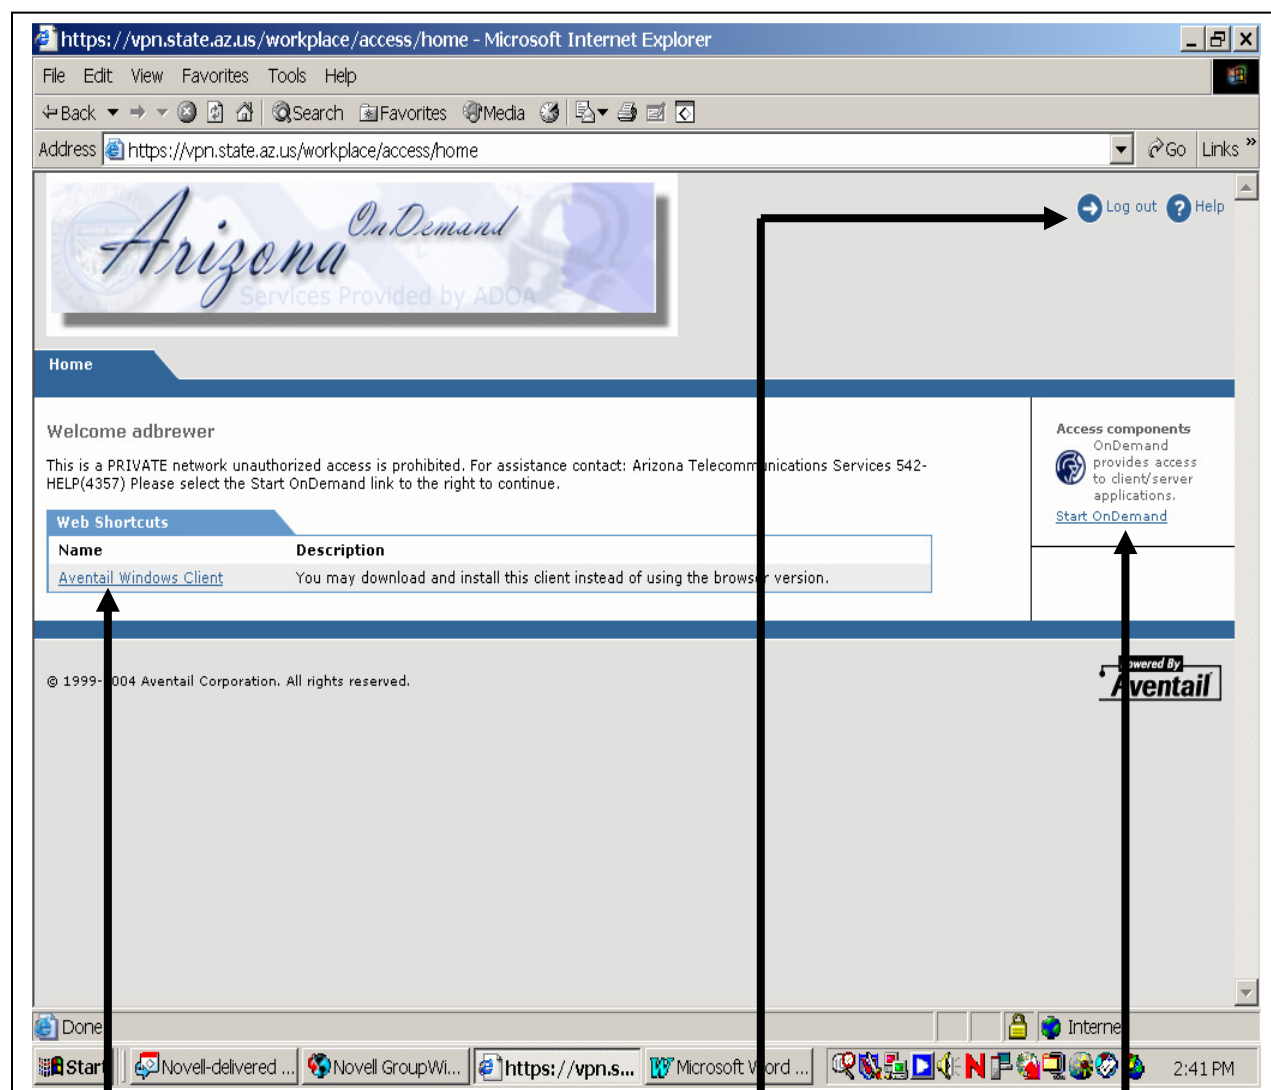 https://vpn.state.az.us/workplace/access/home - Microsoft Internet Explorer
File Edit View Favorites Tools Help
Back Search Favorites Media
Address https://vpn.state.az.us/workplace/access/home Go Links »
Log out ? Help
Arizona OnDemand
Services Provided by ADOA
Home
Welcome adbrewer
This is a PRIVATE network unauthorized access is prohibited. For assistance contact: Arizona Telecommunications Services 542-
HELP(4357) Please select the Start OnDemand link to the right to continue.
Web Shortcuts
Name Description
Aventail Windows Client You may download and install this client instead of using the browser version.
Access components
OnDemand
provides access
to client/server
applications.
Start OnDemand
© 1999-2004 Aventail Corporation. All rights reserved.
Powered By
Aventail
Done Internet
Start Novell-delivered ... Novell GroupWi... https://vpn.s... Microsoft Word ... 2:41 PM